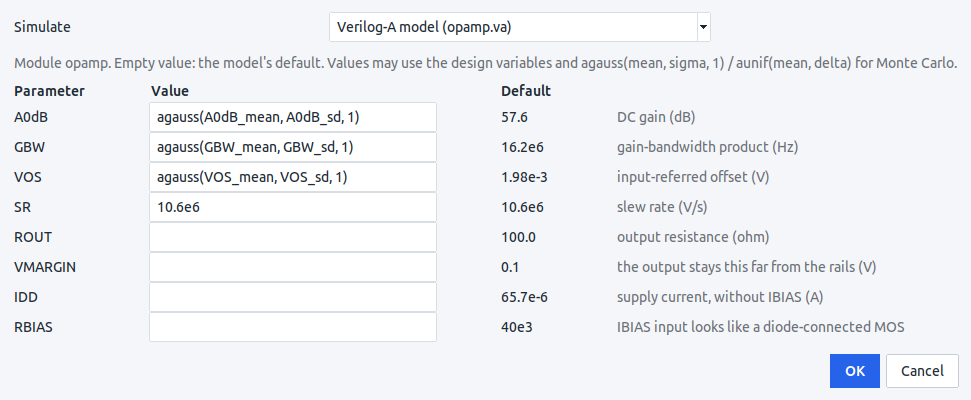 Simulate Verilog-A model (opamp.va)
Module opamp. Empty value: the model's default. Values may use the design variables and agauss(mean, sigma, 1) / aunif(mean, delta) for Monte Carlo.
Parameter Value Default
A0dB agauss(A0dB_mean, A0dB_sd, 1) 57.6 DC gain (dB)
GBW agauss(GBW_mean, GBW_sd, 1) 16.2e6 gain-bandwidth product (Hz)
VOS agauss(VOS_mean, VOS_sd, 1) 1.98e-3 input-referred offset (V)
SR 10.6e6 10.6e6 slew rate (V/s)
ROUT 100.0 output resistance (ohm)
VMARGIN 0.1 the output stays this far from the rails (V)
IDD 65.7e-6 supply current, without IBIAS (A)
RBIAS 40e3 IBIAS input looks like a diode-connected MOS
OK Cancel